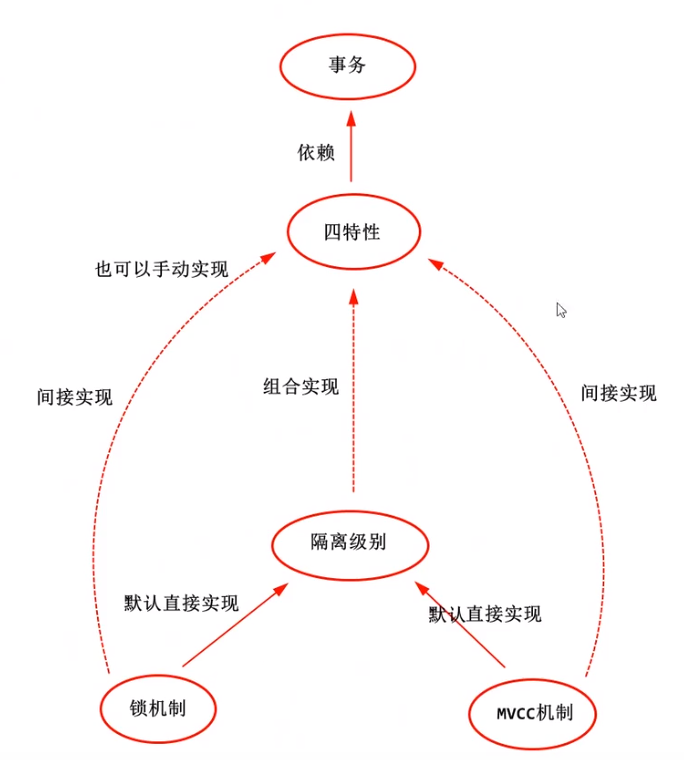 事务
依赖
四特性
也可以手动实现
组合实现
间接实现
间接实现
隔离级别
默认直接实现
默认直接实现
锁机制
MVCC机制